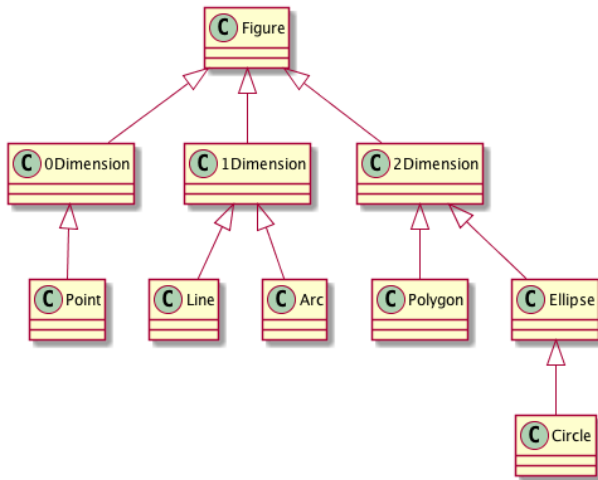 C Figure
C 0Dimension
C 1Dimension
C 2Dimension
C Point
C Line
C Arc
C Polygon
C Ellipse
C Circle